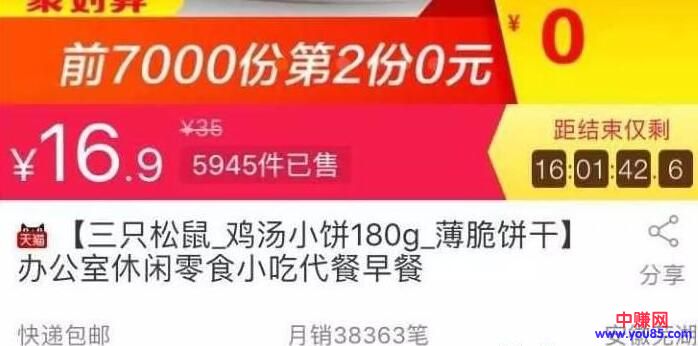 聚划算
¥0
前7000份第2份0元
¥35
¥16.9
5945件已售
距结束仅剩
16:01:42.6
天猫
【三只松鼠_鸡汤小饼180g_薄脆饼干】
办公室休闲零食小吃代餐早餐
分享
快递包邮
月销38363笔
安徽芜湖
中赚网
www.you85.com